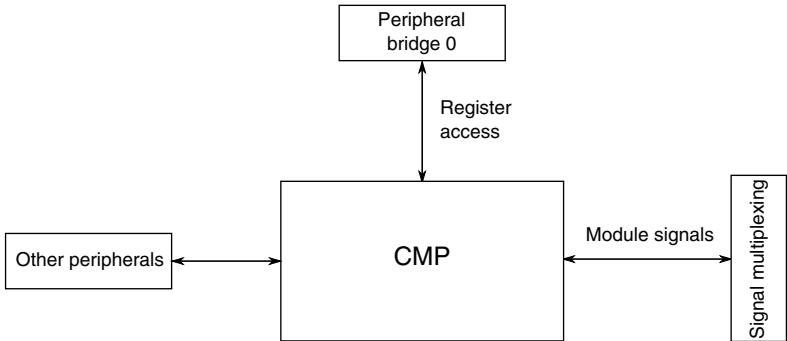 Peripheral
bridge 0
Register
access
Other peripherals
CMP
Module signals
Signal multiplexing